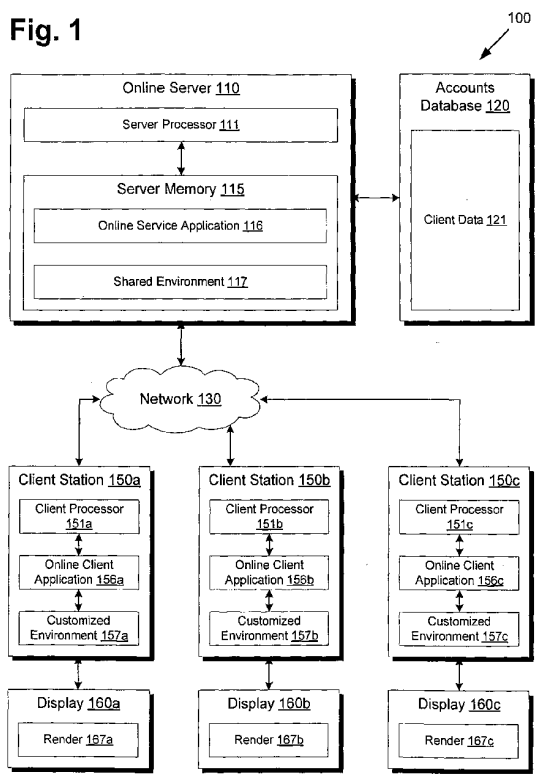 Fig. 1
100
Online Server 110
Server Processor 111
Server Memory 115
Online Service Application 116
Shared Environment 117
Accounts
Database 120
Client Data 121
Network 130
Client Station 150a
Client Processor
151a
Online Client
Application 156a
Customized
Environment 157a
Display 160a
Render 167a
Client Station 150b
Client Processor
151b
Online Client
Application 156b
Customized
Environment 157b
Display 160b
Render 167b
Client Station 150c
Client Processor
151c
Online Client
Application 156c
Customized
Environment 157c
Display 160c
Render 167c